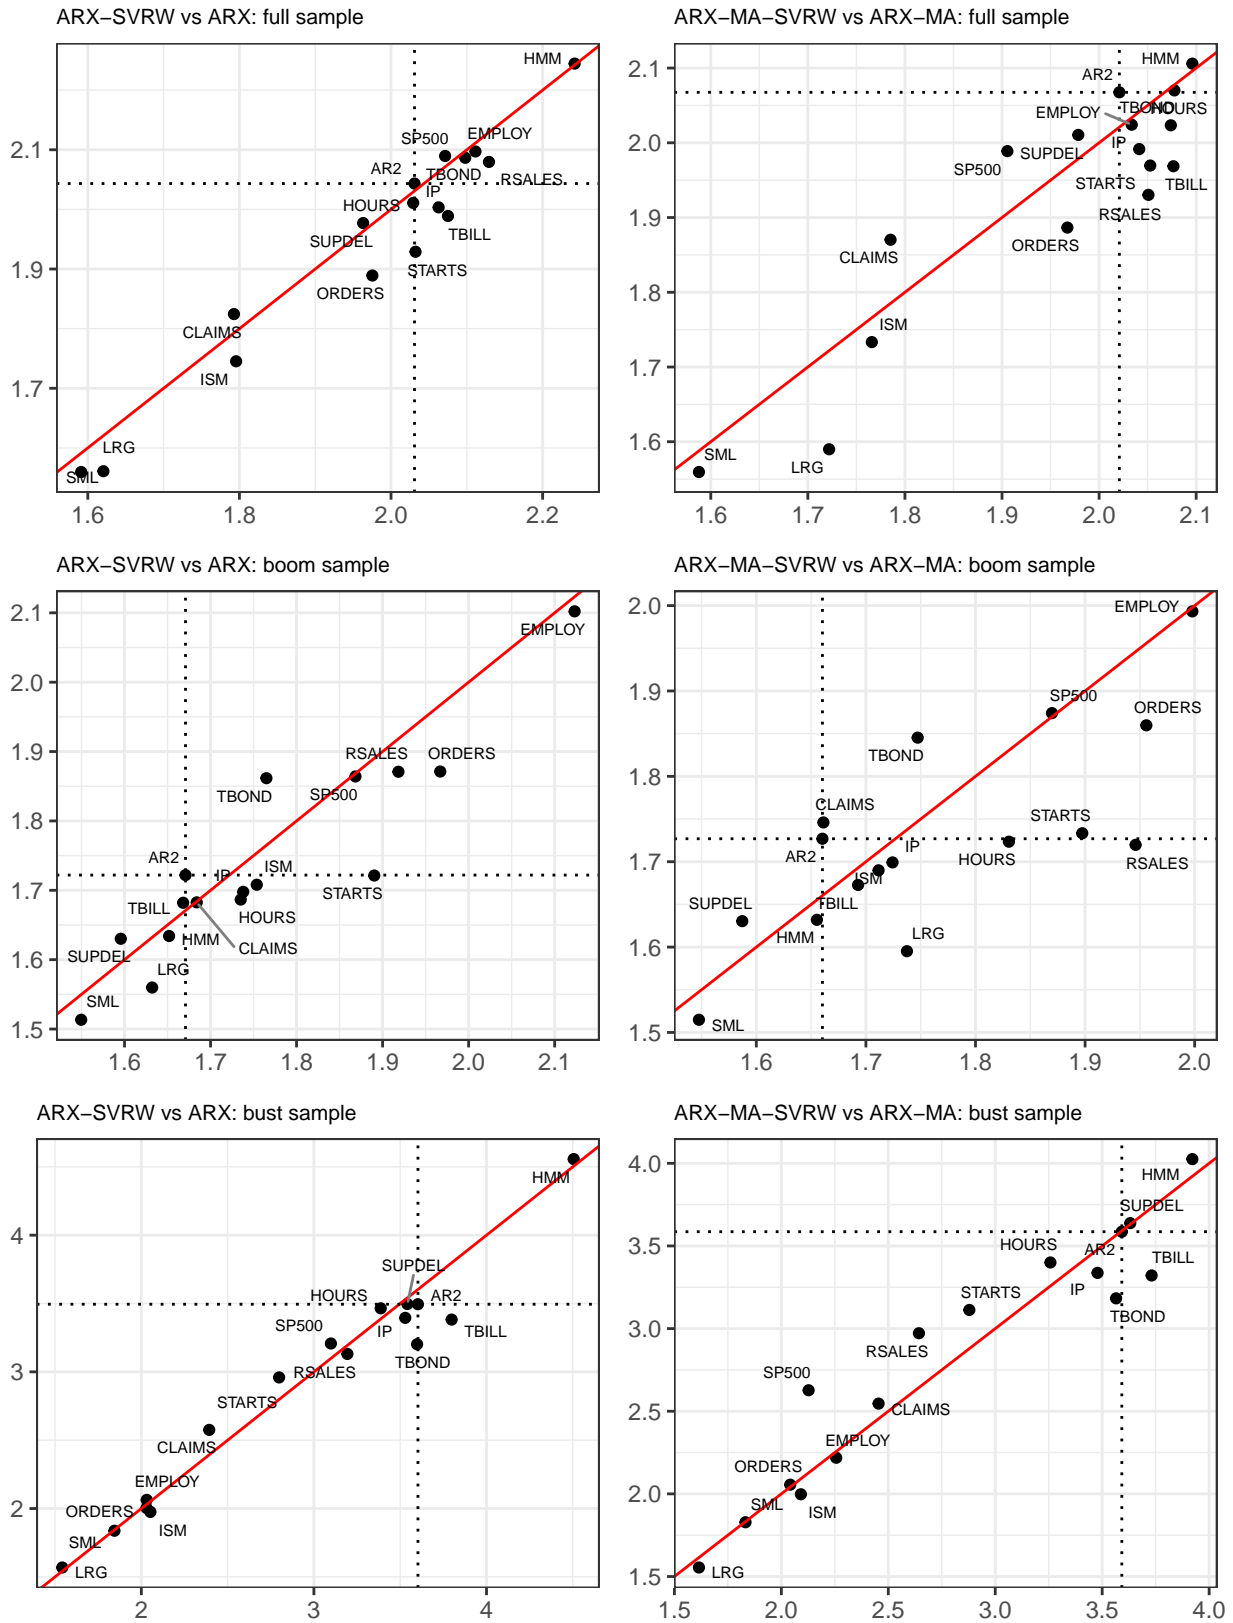 ARX−SVRW vs ARX: full sample
HMM
EMPLOY
SP500
2.1
AR2
TBOND
RSALES
IP
HOURS
TBILL
SUPDEL
STARTS
1.9
ORDERS
CLAIMS
ISM
1.7
LRG
SML
1.6
1.8
2.0
2.2
ARX−MA−SVRW vs ARX−MA: full sample
2.1
HMM
AR2
EMPLOY
TBOND
HOURS
2.0
IP
SUPDEL
SP500
STARTS
TBILL
1.9
RSALES
ORDERS
CLAIMS
1.8
ISM
1.7
1.6
SML
LRG
1.6
1.7
1.8
1.9
2.0
2.1
ARX−SVRW vs ARX: boom sample
2.1
EMPLOY
2.0
1.9
RSALES
ORDERS
TBOND
SP500
1.8
AR2
IP
ISM
1.7
STARTS
TBILL
HOURS
SUPDEL
HMM
CLAIMS
1.6
LRG
SML
1.5
1.6
1.7
1.8
1.9
2.0
2.1
ARX−MA−SVRW vs ARX−MA: boom sample
2.0
EMPLOY
1.9
SP500
ORDERS
TBOND
1.8
CLAIMS
STARTS
AR2
IP
HOURS
RSALES
1.7
ISM
SUPDEL
TBILL
HMM
LRG
1.6
SML
1.5
1.6
1.7
1.8
1.9
2.0
ARX−SVRW vs ARX: bust sample
HMM
4
SUPDEL
HOURS
AR2
SP500
IP
TBILL
3
RSALES
TBOND
STARTS
CLAIMS
EMPLOY
2
ORDERS
ISM
SML
LRG
2
3
4
ARX−MA−SVRW vs ARX−MA: bust sample
4.0
HMM
SUPDEL
3.5
HOURS
AR2
TBILL
IP
STARTS
TBOND
3.0
RSALES
SP500
2.5
CLAIMS
EMPLOY
ORDERS
2.0
SML
ISM
1.5
LRG
1.5
2.0
2.5
3.0
3.5
4.0